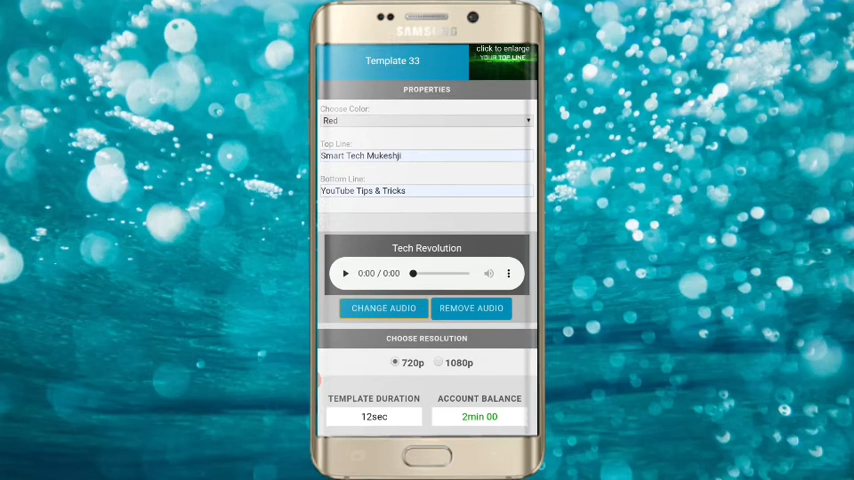 SAMSUNG
Template 33
click to enlarge
YOUR TOP LINE
PROPERTIES
Choose Color:
Red
Top Line:
Smart Tech Mukeshji
Bottom Line:
YouTube Tips & Tricks
Tech Revolution
0:00 / 0:00
CHANGE AUDIO
REMOVE AUDIO
CHOOSE RESOLUTION
720p
1080p
TEMPLATE DURATION
ACCOUNT BALANCE
12sec
2min 00